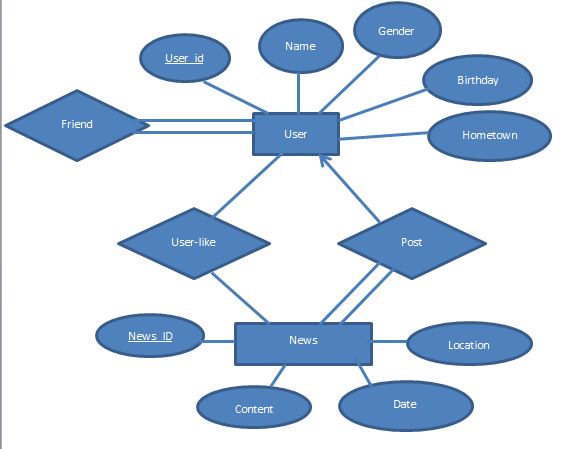 Gender
Name
User_id
Birthday
Friend
User
Hometown
User-like
Post
News_ID
News
Location
Content
Date